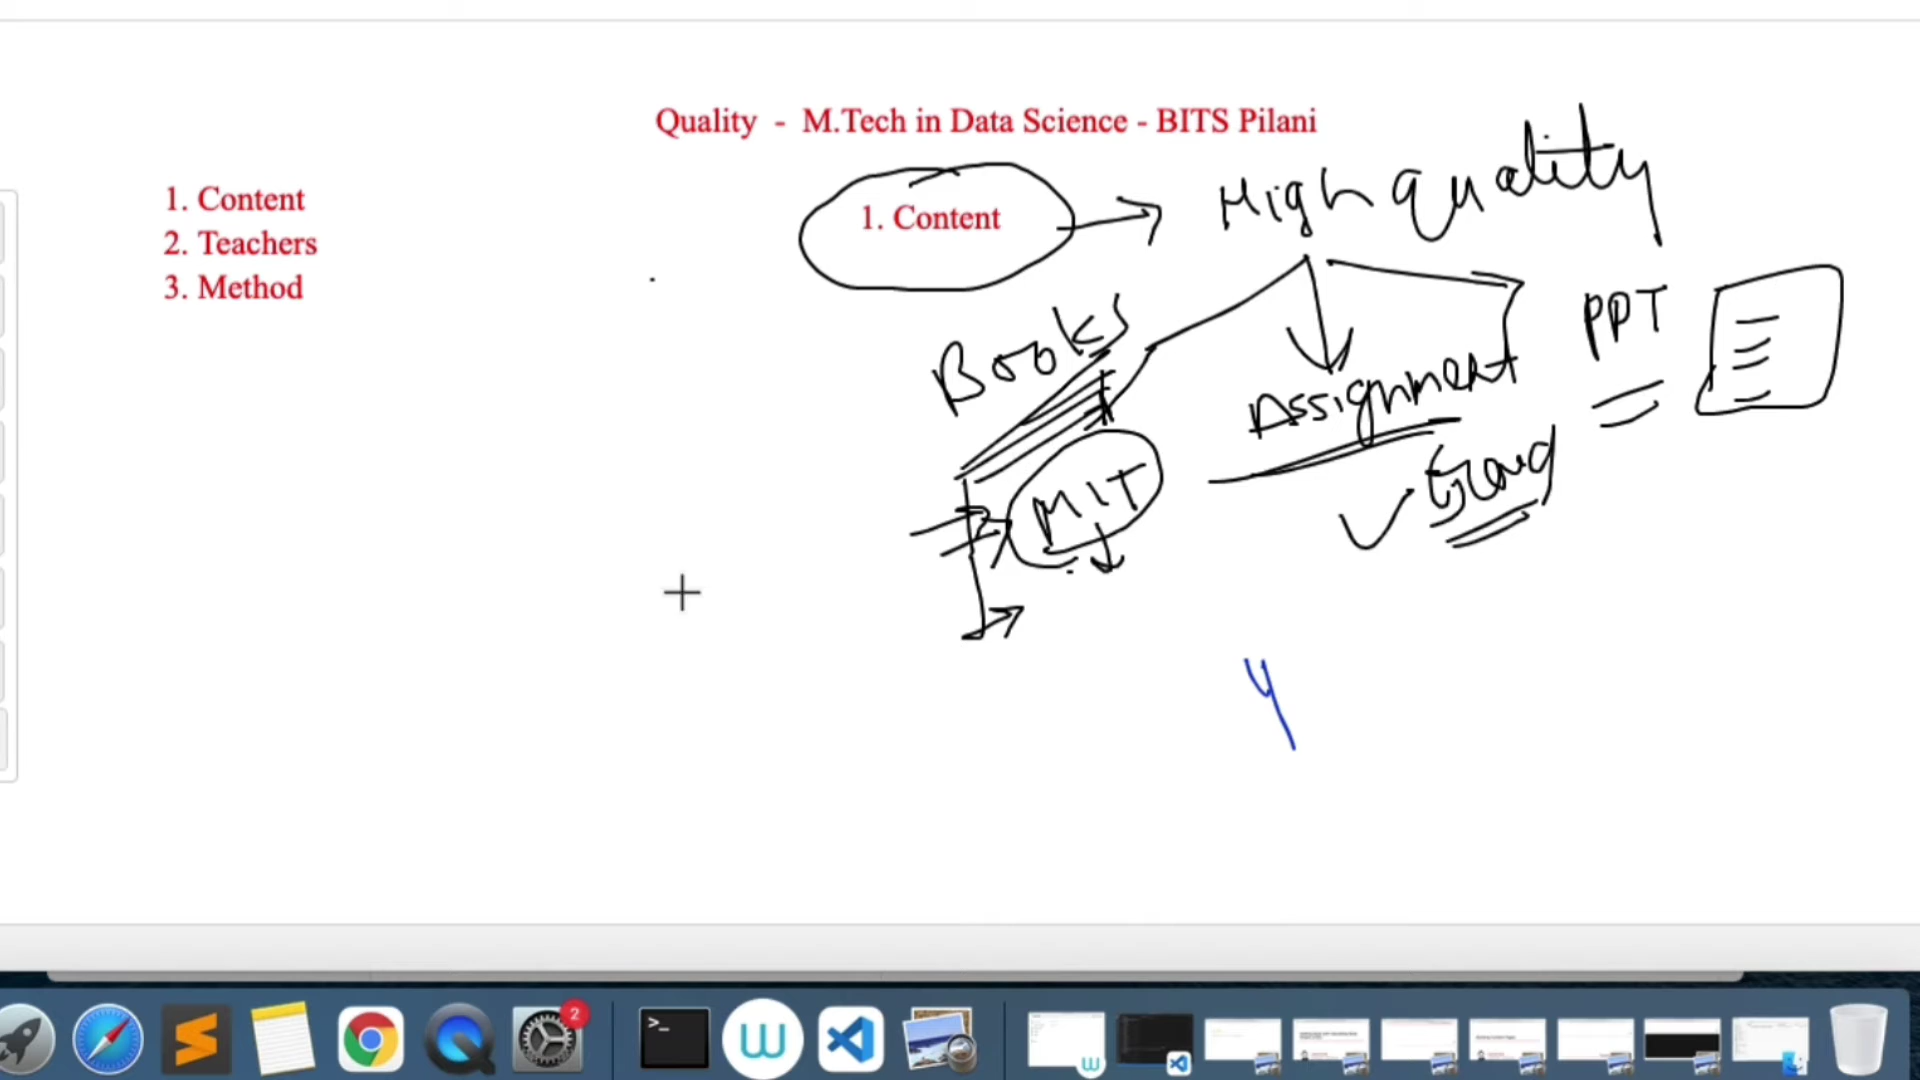 Quality - M.Tech in Data Science - BITS Pilani
1. Content
2. Teachers
3. Method
1. Content
High quality
Books
Assignment
PPT
MIT
2
>_
W
W